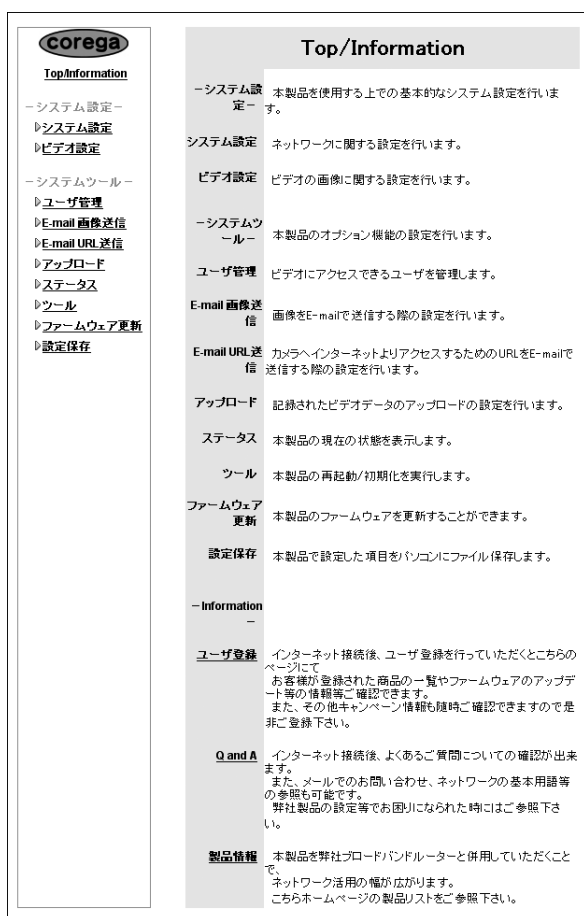 corega
Top/Information
－システム設定－
システム設定
ビデオ設定
－システムツール－
ユーザ管理
E-mail 画像送信
E-mail URL送信
アップロード
ステータス
ツール
ファームウェア更新
設定保存
Top/Information
－システム設
定－
本製品を使用する上での基本的なシステム設定を行いま
す。
システム設定
ネットワークに関する設定を行います。
ビデオ設定
ビデオの画像に関する設定を行います。
－システムツ
ール－
本製品のオプション機能の設定を行います。
ユーザ管理
ビデオにアクセスできるユーザを管理します。
E-mail 画像送
信
画像をE-mailで送信する際の設定を行います。
E-mail URL送
信
カメラへインターネットよりアクセスするためのURLをE-mailで
送信する際の設定を行います。
アップロード
記録されたビデオデータのアップロードの設定を行います。
ステータス
本製品の現在の状態を表示します。
ツール
本製品の再起動/初期化を実行します。
ファームウェア
更新
本製品のファームウェアを更新することができます。
設定保存
本製品で設定した項目をパソコンにファイル保存します。
－Information
－
ユーザ登録
インターネット接続後、ユーザ登録を行っていただくとこちらの
ページにて
お客様が登録された商品の一覧やファームウェアのアップデ
ート等の情報等ご確認できます。
また、その他キャンペーン情報も随時ご確認できますので是
非ご登録下さい。
Q and A
インターネット接続後、よくあるご質問についての確認が出来
ます。
また、メールでのお問い合わせ、ネットワークの基本用語等
の参照も可能です。
弊社製品の設定等でお困りになられた時にはご参照下さ
い。
製品情報
本製品を弊社ブロードバンドルーターと併用していただくこと
で、
ネットワーク活用の幅が広がります。
こちらホームページの製品リストをご参照下さい。